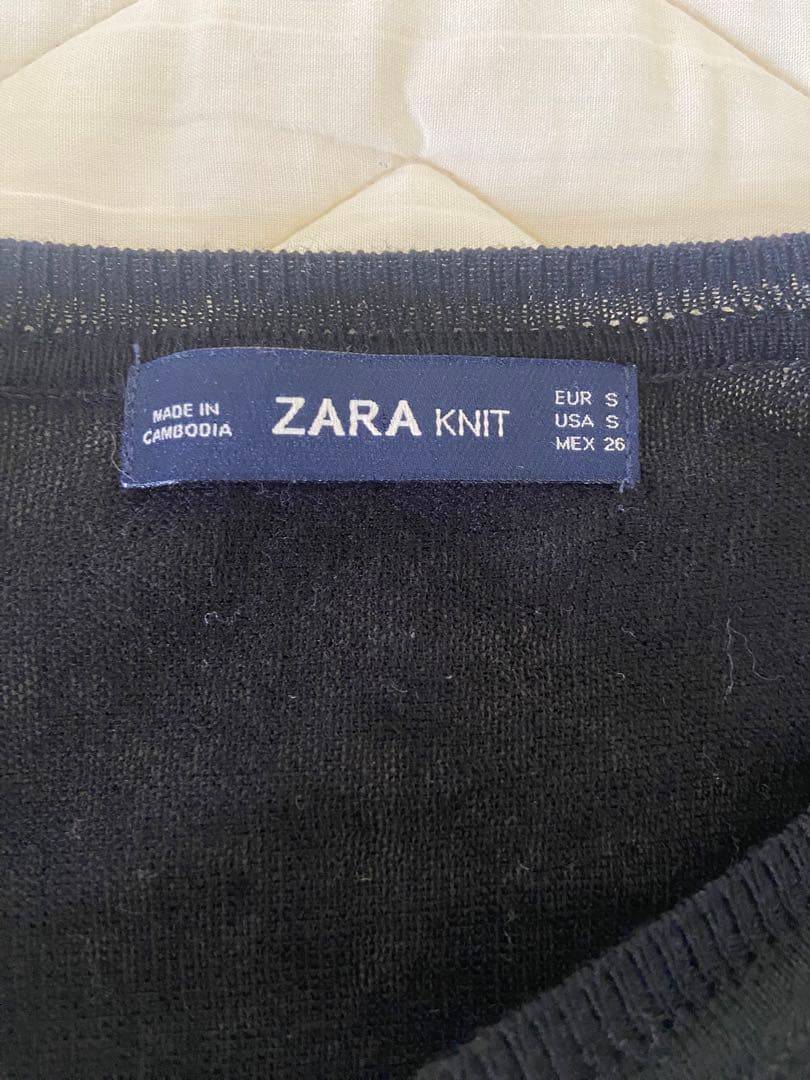 MADE IN
CAMBODIA
ZARA KNIT
EUR S
USA S
MEX 26